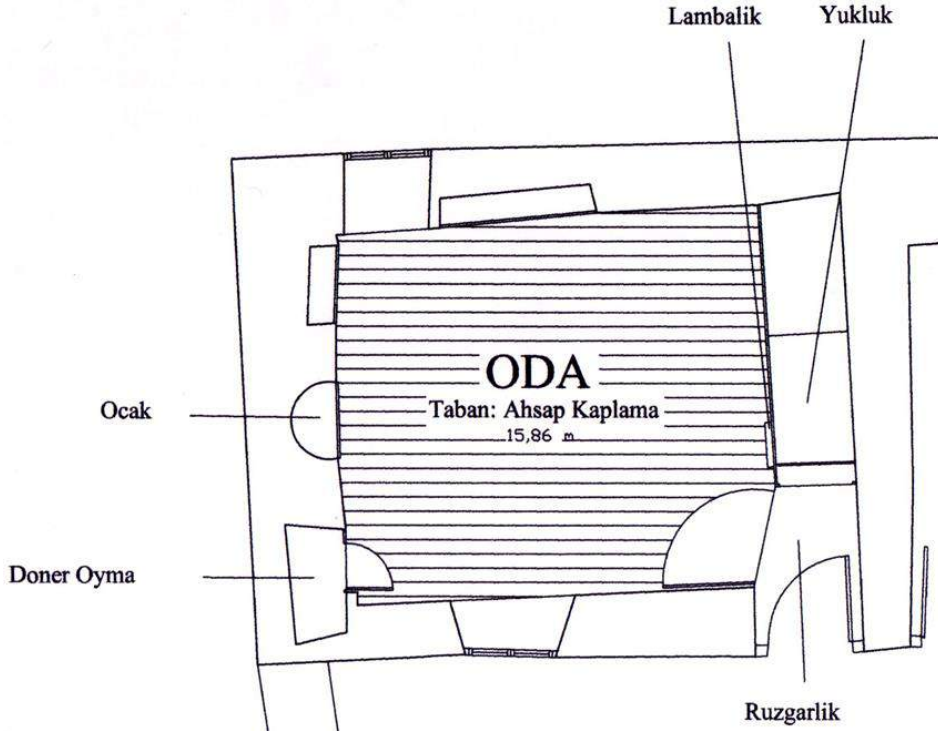 Lambalik
Yukluk
ODA
Taban: Ahsap Kaplama
15,86 m
Ocak
Doner Oyma
Ruzgarlik